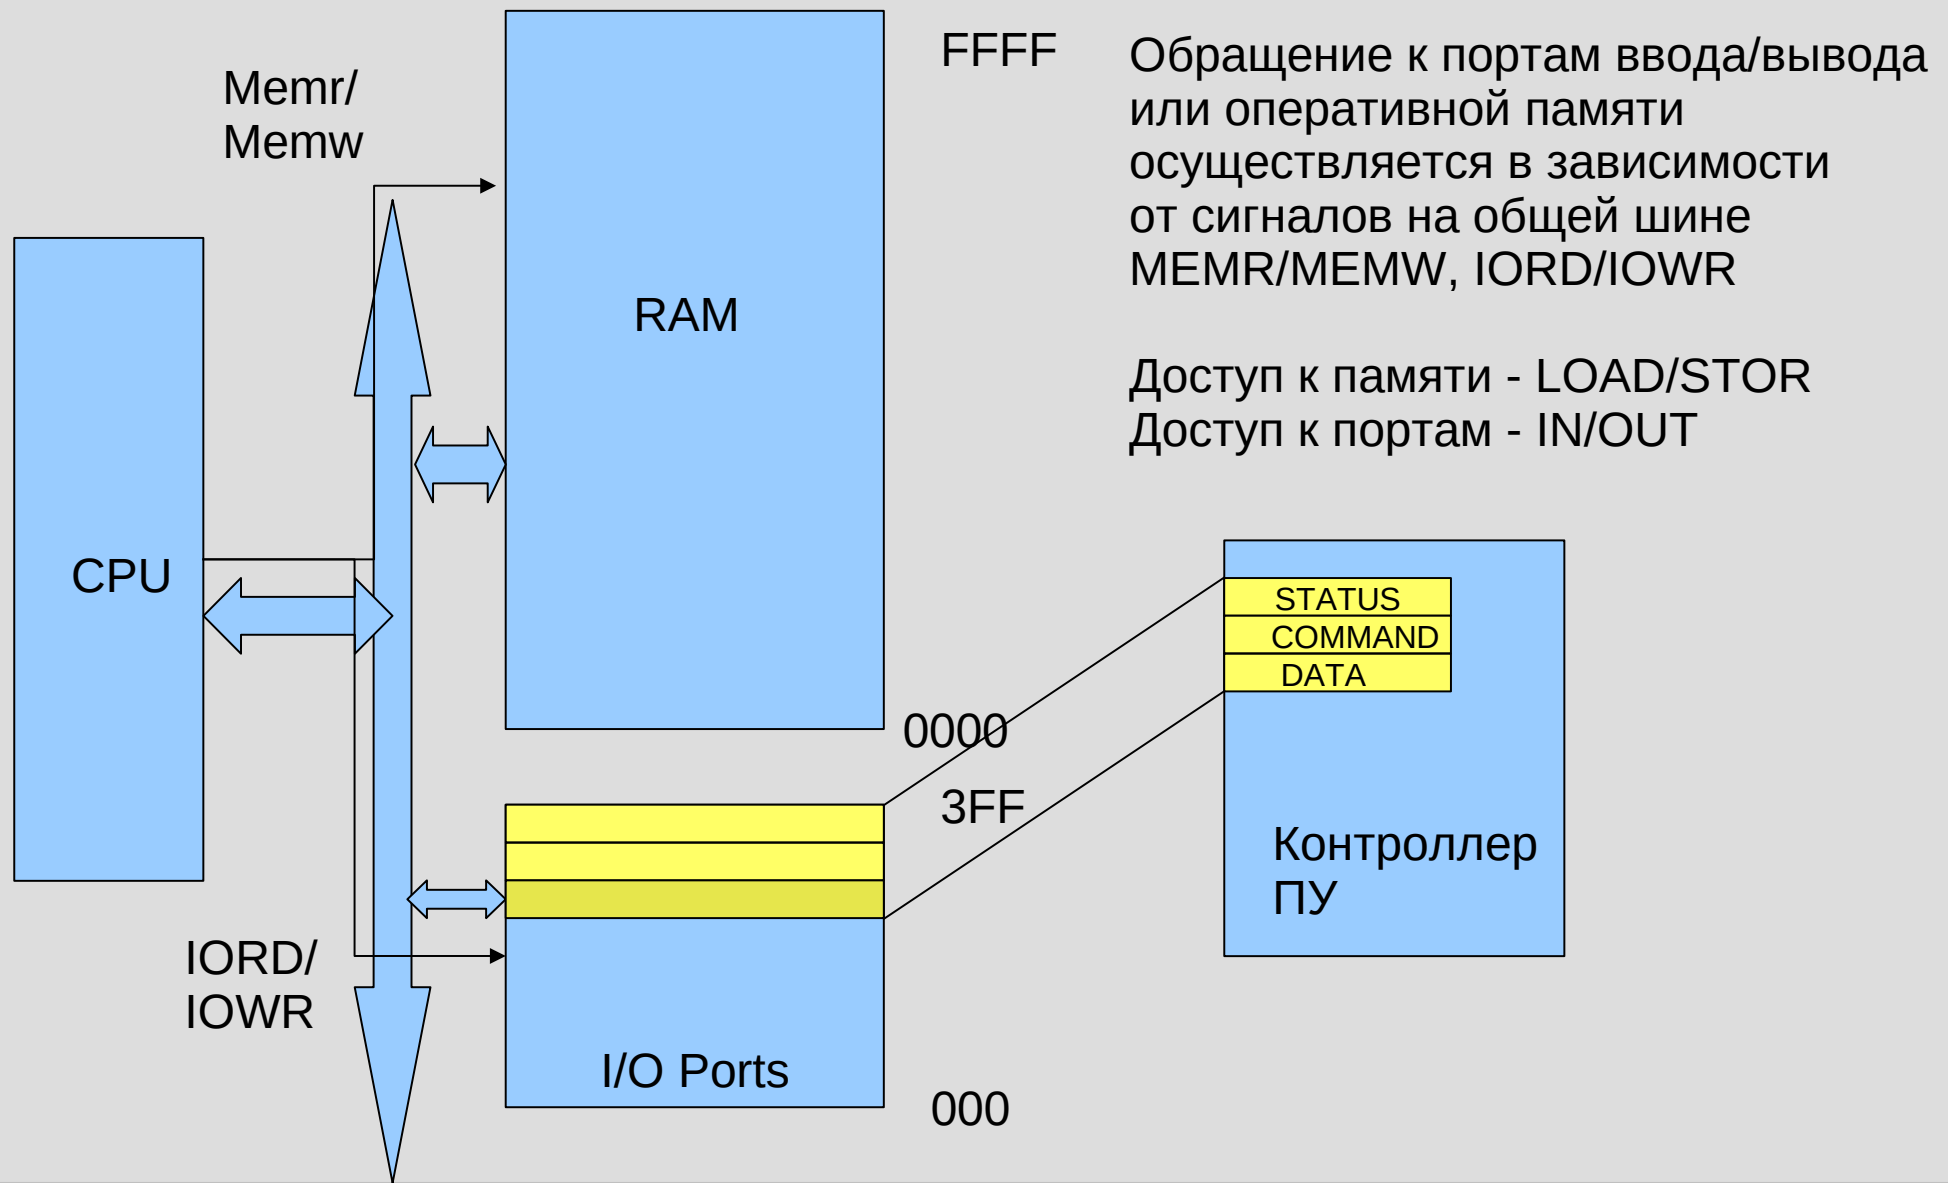 Memr/
Memw
FFFF
Обращение к портам ввода/вывода
или оперативной памяти
осуществляется в зависимости
от сигналов на общей шине
MEMR/MEMW, IORD/IOWR
Доступ к памяти - LOAD/STOR
Доступ к портам - IN/OUT
RAM
CPU
STATUS
COMMAND
DATA
0000
3FF
Контроллер
ПУ
IORD/
IOWR
I/O Ports
000